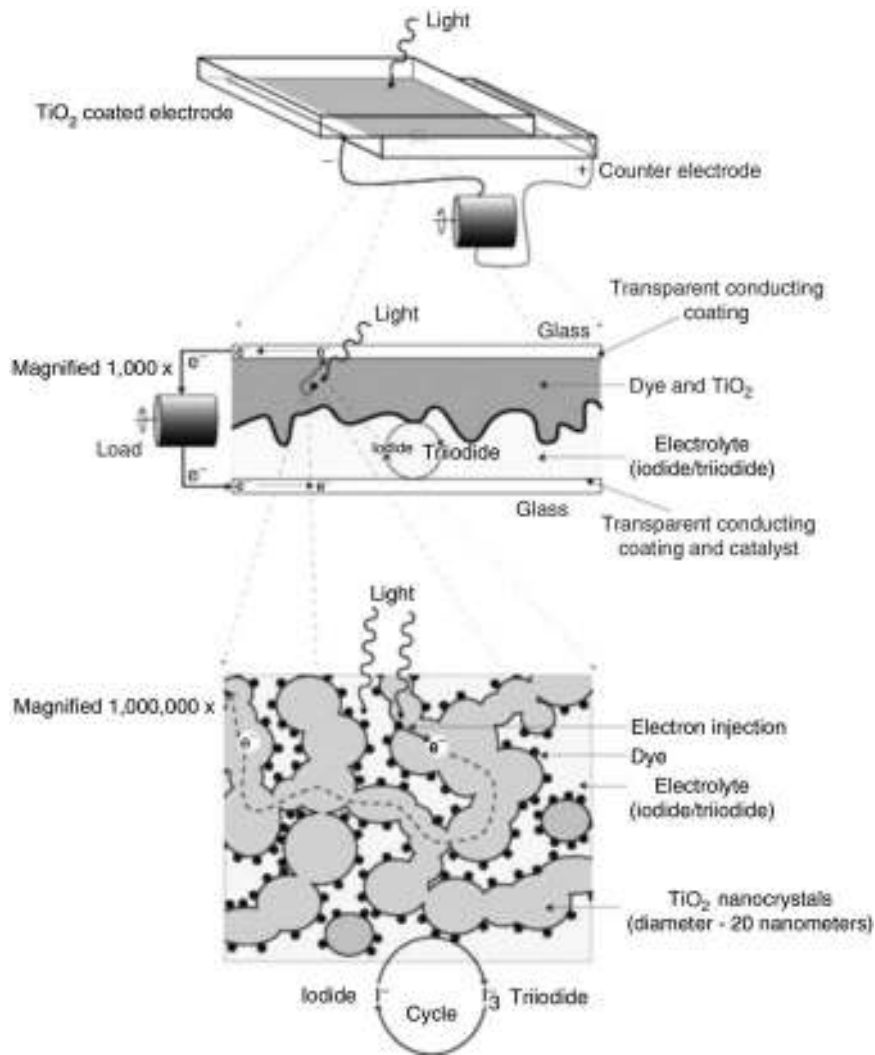 Light
TiO₂ coated electrode
−
+
Counter electrode
Transparent conducting
coating
Light
Glass
Magnified 1,000 x
e⁻
Dye and TiO₂
Load
Iodide
Triiodide
Electrolyte
(iodide/triiodide)
e⁻
Glass
Transparent conducting
coating and catalyst
Light
Magnified 1,000,000 x
Electron injection
e⁻
e⁻
Dye
Electrolyte
(iodide/triiodide)
TiO₂ nanocrystals
(diameter - 20 nanometers)
Iodide
I⁻
I⁻₃
Triiodide
Cycle